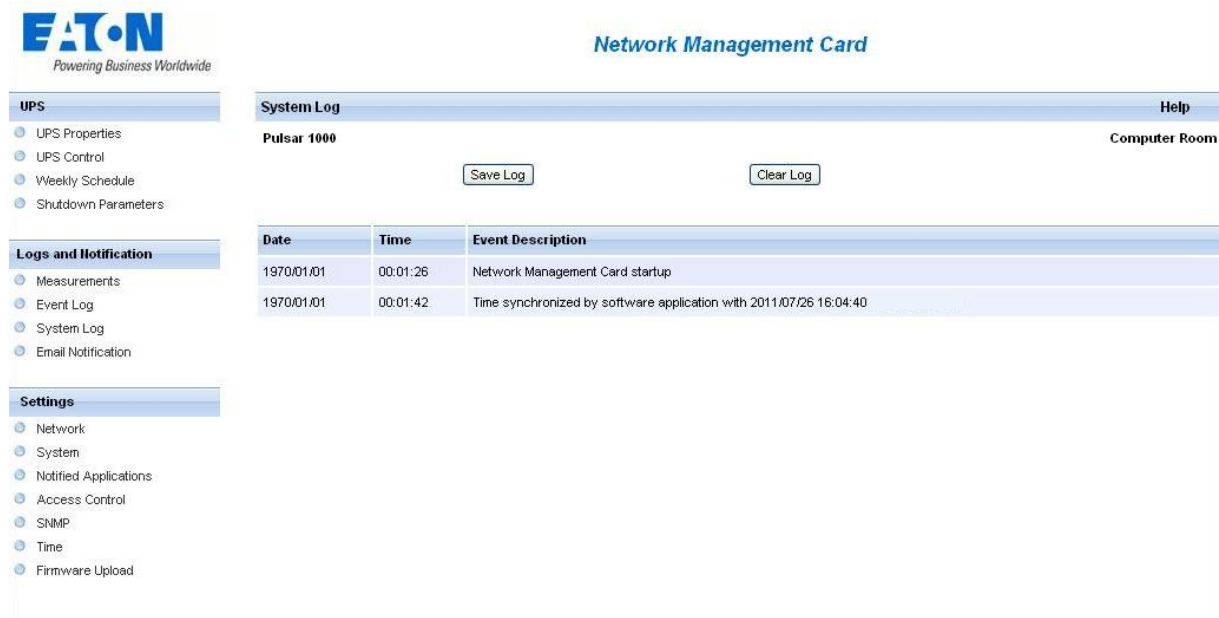 EATON
Powering Business Worldwide
Network Management Card
UPS
UPS Properties
UPS Control
Weekly Schedule
Shutdown Parameters
Logs and Notification
Measurements
Event Log
System Log
Email Notification
Settings
Network
System
Notified Applications
Access Control
SNMP
Time
Firmware Upload
System Log Help
Pulsar 1000 Computer Room
Save Log Clear Log
Date Time Event Description
1970/01/01 00:01:26 Network Management Card startup
1970/01/01 00:01:42 Time synchronized by software application with 2011/07/26 16:04:40